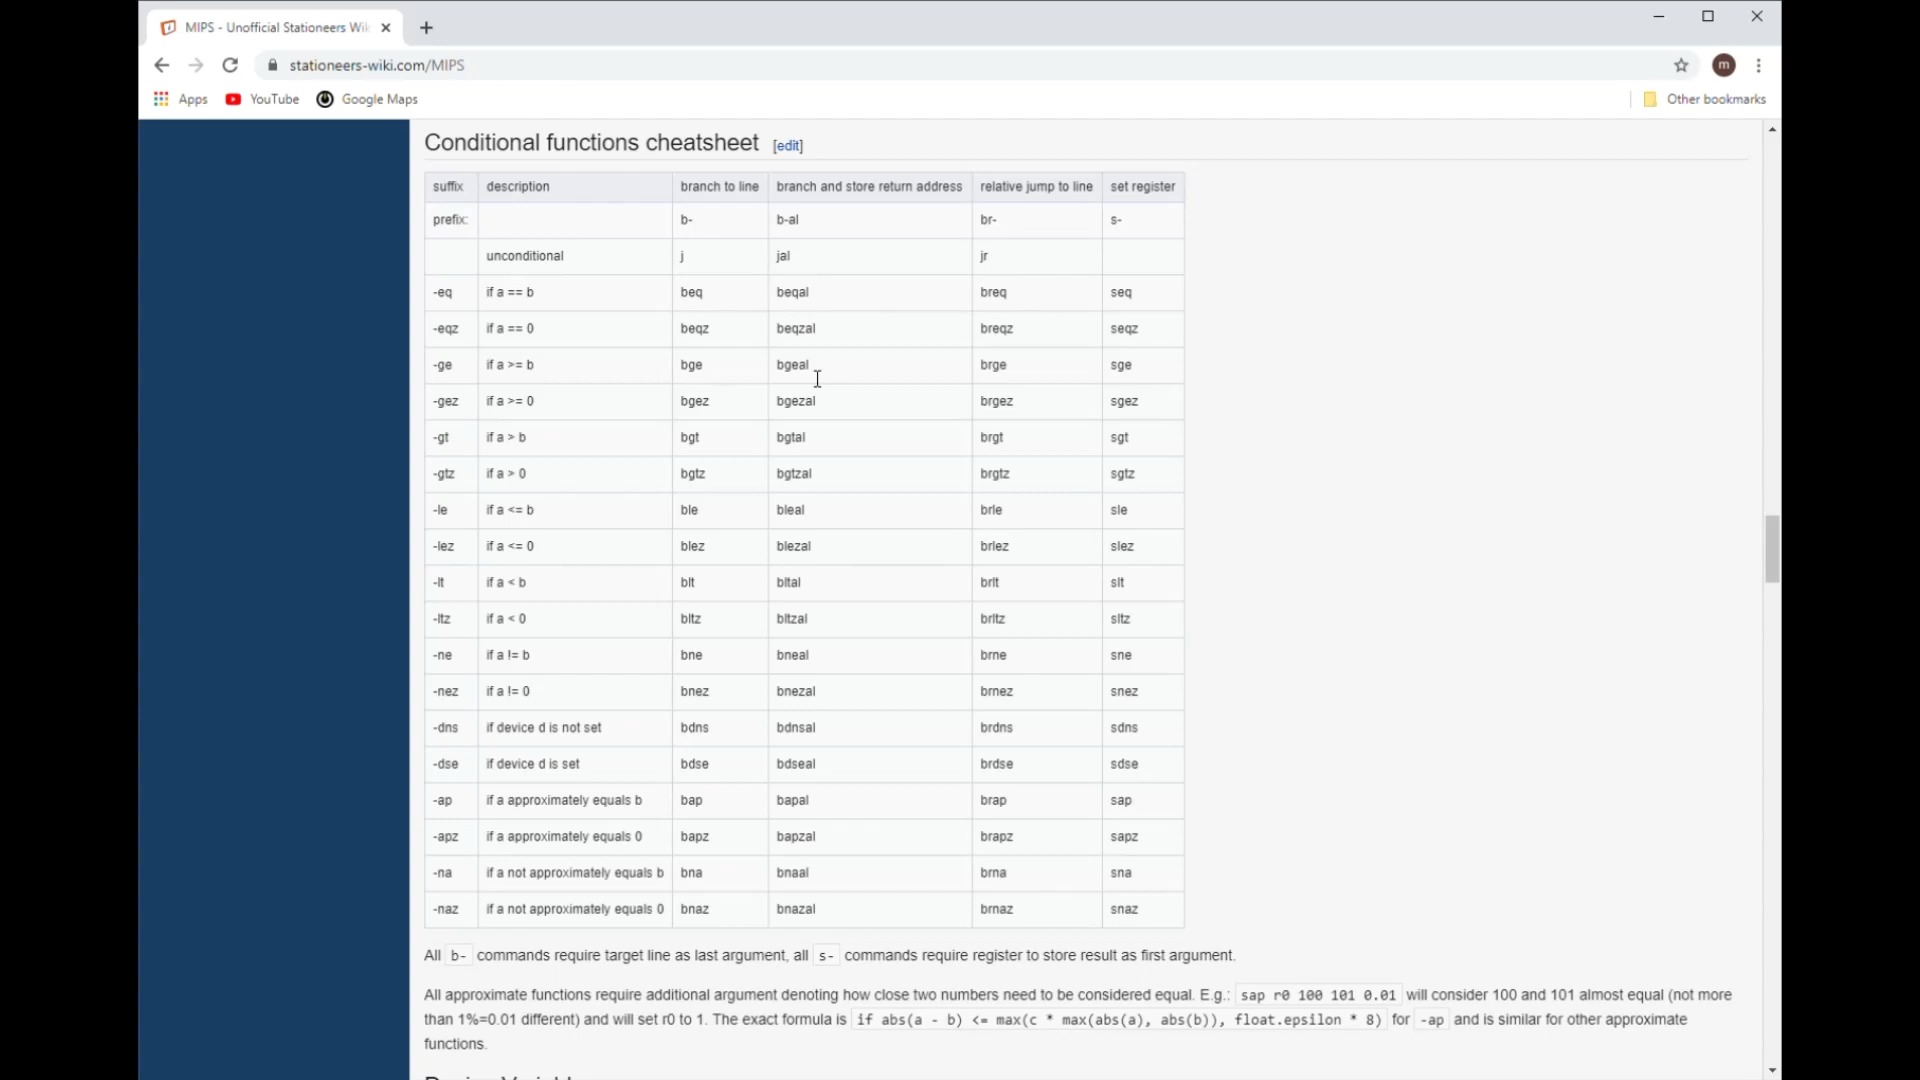 MIPS - Unofficial Stationeers Wik
stationeers-wiki.com/MIPS
m
Apps YouTube Google Maps Other bookmarks
Conditional functions cheatsheet [edit]
suffix description branch to line branch and store return address relative jump to line set register
prefix: b- b-al br- s-
unconditional j jal jr
-eq if a == b beq beqal breq seq
-eqz if a == 0 beqz beqzal breqz seqz
-ge if a >= b bge bgeal brge sge
-gez if a >= 0 bgez bgezal brgez sgez
-gt if a > b bgt bgtal brgt sgt
-gtz if a > 0 bgtz bgtzal brgtz sgtz
-le if a <= b ble bleal brle sle
-lez if a <= 0 blez blezal brlez slez
-lt if a < b blt bltal brlt slt
-ltz if a < 0 bltz bltzal brltz sltz
-ne if a != b bne bneal brne sne
-nez if a != 0 bnez bnezal brnez snez
-dns if device d is not set bdns bdnsal brdns sdns
-dse if device d is set bdse bdseal brdse sdse
-ap if a approximately equals b bap bapal brap sap
-apz if a approximately equals 0 bapz bapzal brapz sapz
-na if a not approximately equals b bna bnaal brna sna
-naz if a not approximately equals 0 bnaz bnazal brnaz snaz
All b- commands require target line as last argument, all s- commands require register to store result as first argument.
All approximate functions require additional argument denoting how close two numbers need to be considered equal. E.g.: sap r0 100 101 0.01 will consider 100 and 101 almost equal (not more
than 1%=0.01 different) and will set r0 to 1. The exact formula is if abs(a - b) <= max(c * max(abs(a), abs(b)), float.epsilon * 8) for -ap and is similar for other approximate
functions.